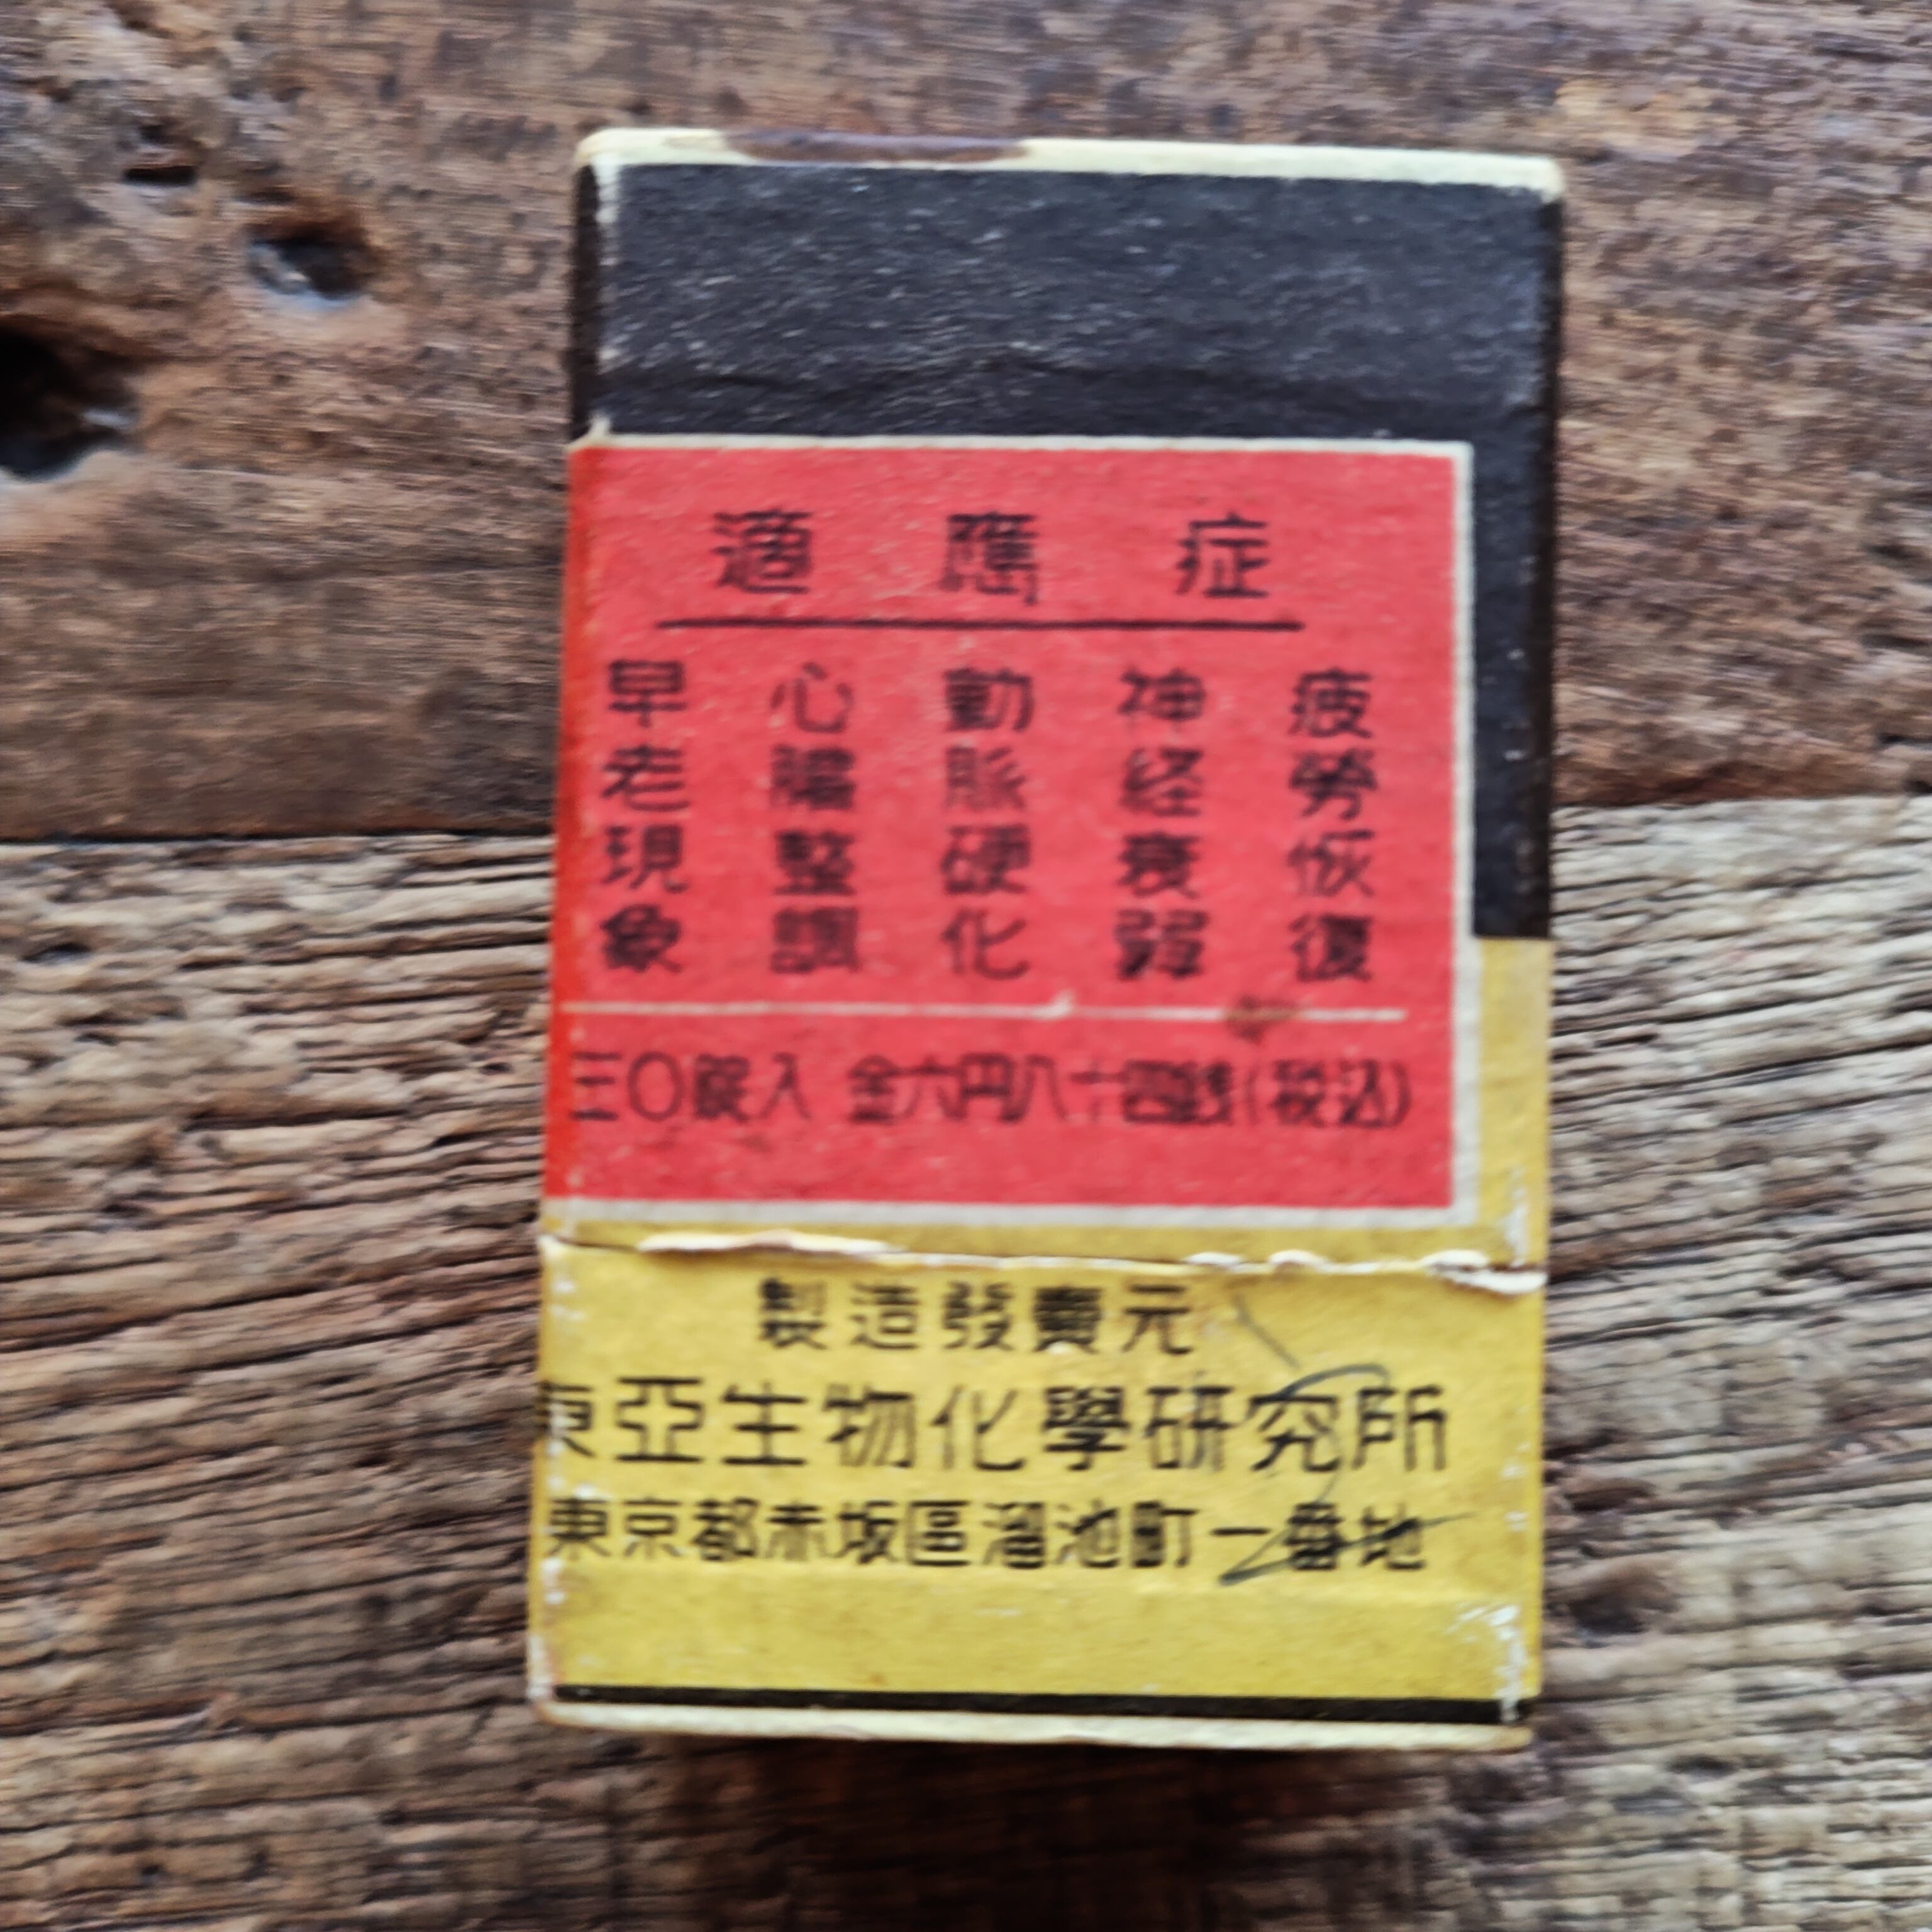 適應症
疲勞恢復
神経衰弱
動脈硬化
心臓整調
早老現象
三〇錠入 金六円八十四銭(税込)
製造發賣元
東亞生物化學研究所
東京都赤坂區溜池町一番地